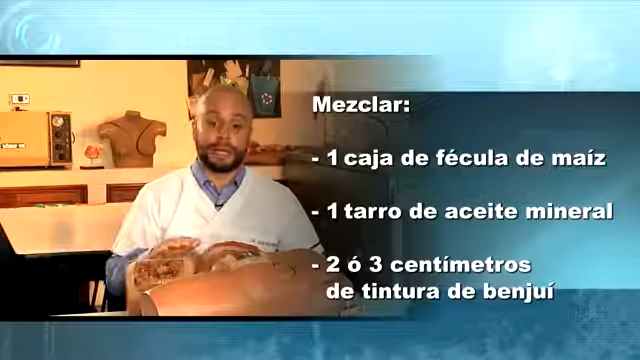 Mezclar:
- 1 caja de fécula de maíz
- 1 tarro de aceite mineral
- 2 ó 3 centímetros
de tintura de benjuí